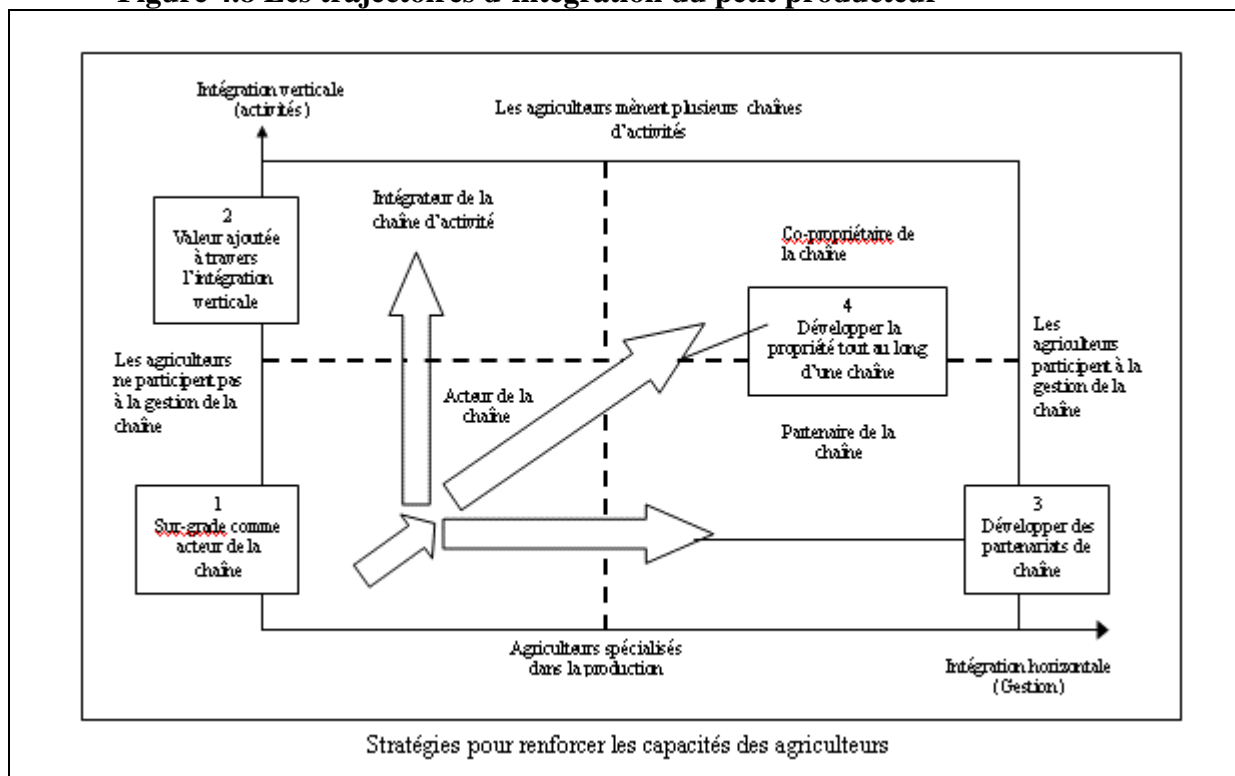 Figure 4.8 Les trajectoires d'intégration du petit producteur
Intégration verticale
(activités)
Les agriculteurs mènent plusieurs chaînes
d'activités
Intégrateur de la
chaîne d'activité
2
Valeur ajoutée
à travers
l'intégration
verticale
Co-propriétaire de
la chaîne
4
Développer la
propriété tout au long
d'une chaîne
Les
agriculteurs
participent à la
gestion de la
chaîne
Les agriculteurs
ne participent pas
à la gestion de la
chaîne
Acteur de la
chaîne
Partenaire de la
chaîne
1
Sur-grade comme
acteur de la
chaîne
3
Développer des
partenariats de
chaîne
Agriculteurs spécialisés
dans la production
Intégration horizontale
(Gestion)
Stratégies pour renforcer les capacités des agriculteurs